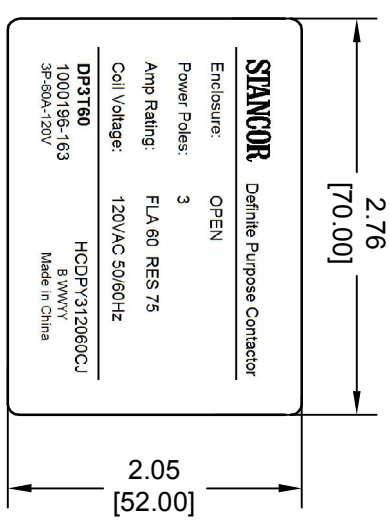 STANCOR Definite Purpose Contactor
Enclosure: OPEN
Power Poles: 3
Amp Rating: FLA 60 RES 75
Coil Voltage: 120VAC 50/60Hz
DP3T60 HCDPY312060CJ
1000196-163 B WWYY
3P-60A-120V Made in China
2.76
[70.00]
2.05
[52.00]